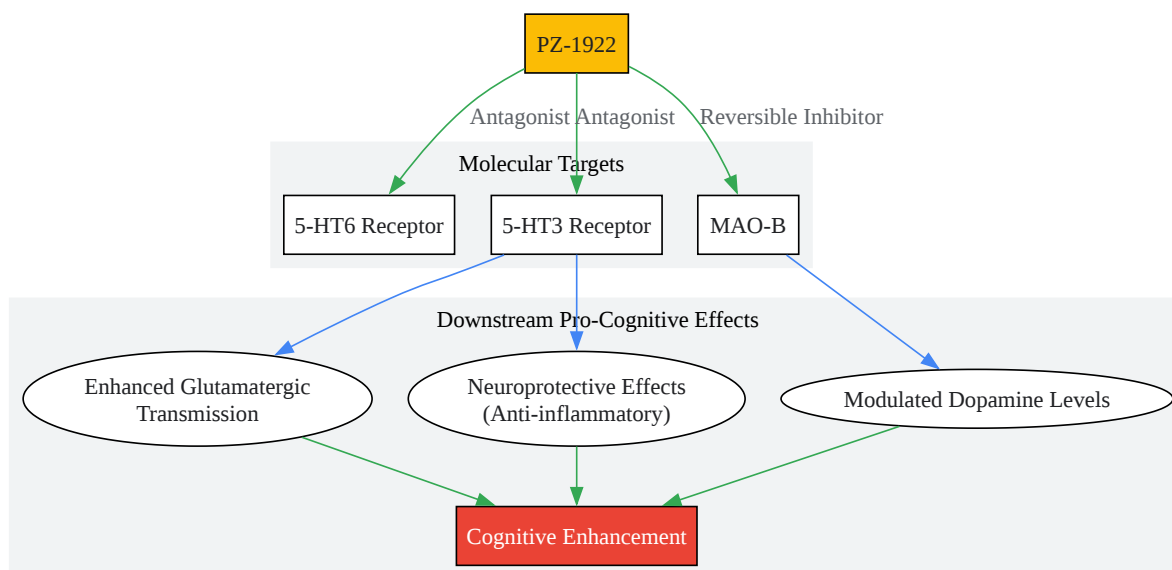 PZ-1922
Antagonist Antagonist Reversible Inhibitor
Molecular Targets
5-HT6 Receptor 5-HT3 Receptor MAO-B
Downstream Pro-Cognitive Effects
Enhanced Glutamatergic
Transmission
Neuroprotective Effects
(Anti-inflammatory)
Modulated Dopamine Levels
Cognitive Enhancement